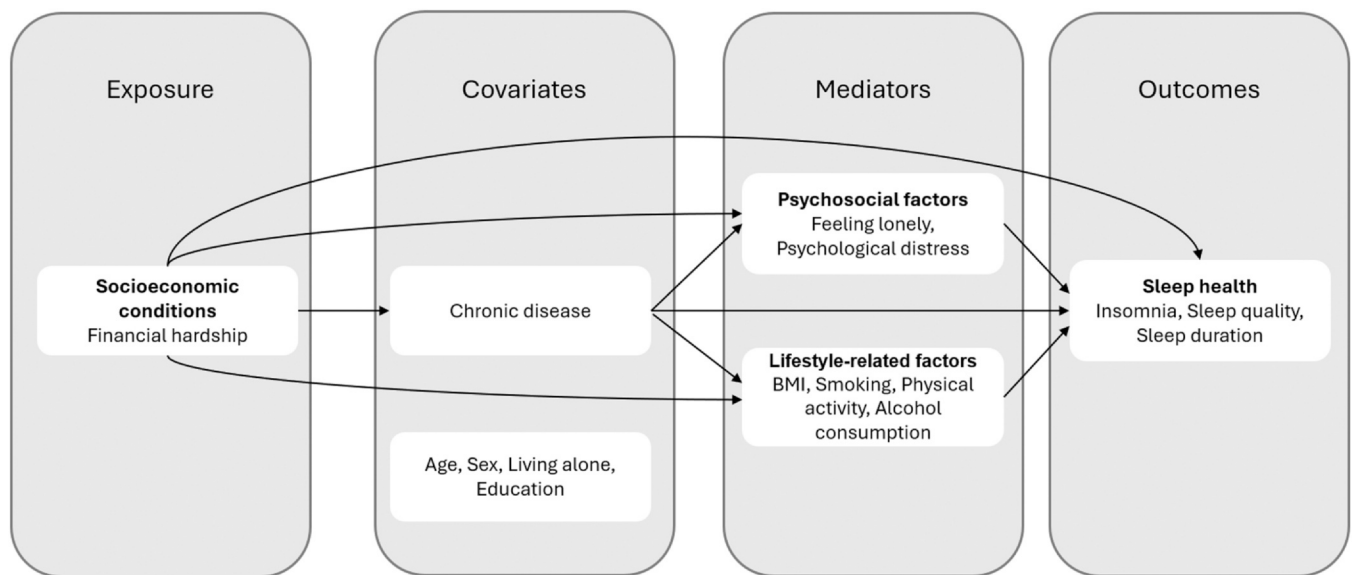 Exposure
Covariates
Mediators
Outcomes
Socioeconomic
conditions
Financial hardship
Chronic disease
Age, Sex, Living alone,
Education
Psychosocial factors
Feeling lonely,
Psychological distress
Lifestyle-related factors
BMI, Smoking, Physical
activity, Alcohol
consumption
Sleep health
Insomnia, Sleep quality,
Sleep duration